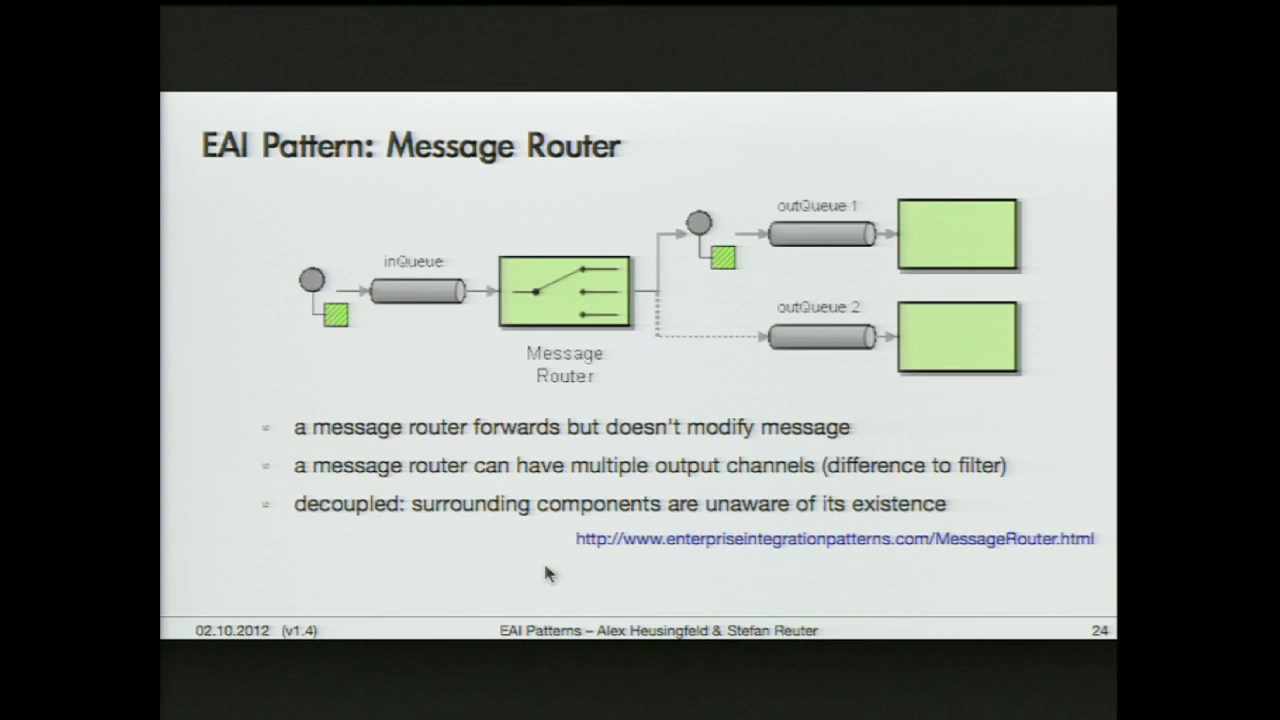 EAI Pattern: Message Router
outQueue 1
inQueue
outQueue 2
Message
Router
a message router forwards but doesn't modify message
a message router can have multiple output channels (difference to filter)
decoupled: surrounding components are unaware of its existence
http://www.enterpriseintegrationpatterns.com/MessageRouter.html
02.10.2012 (v1.4)
EAI Patterns – Alex Heusingfeld & Stefan Reuter
24